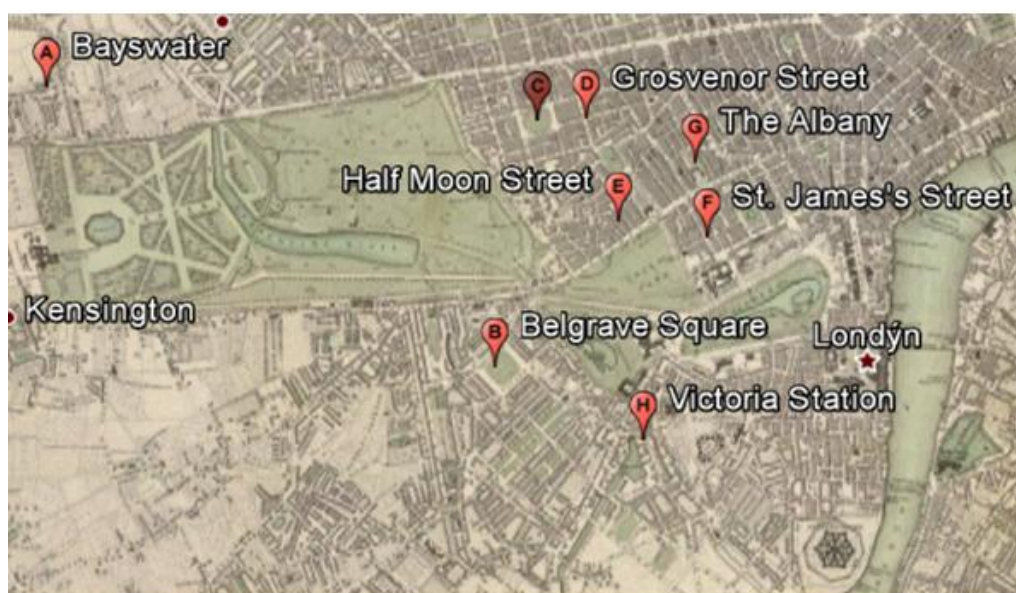 A Bayswater
C D Grosvenor Street
G The Albany
Half Moon Street E
F St. James's Street
Kensington
B Belgrave Square
Londýn
H Victoria Station